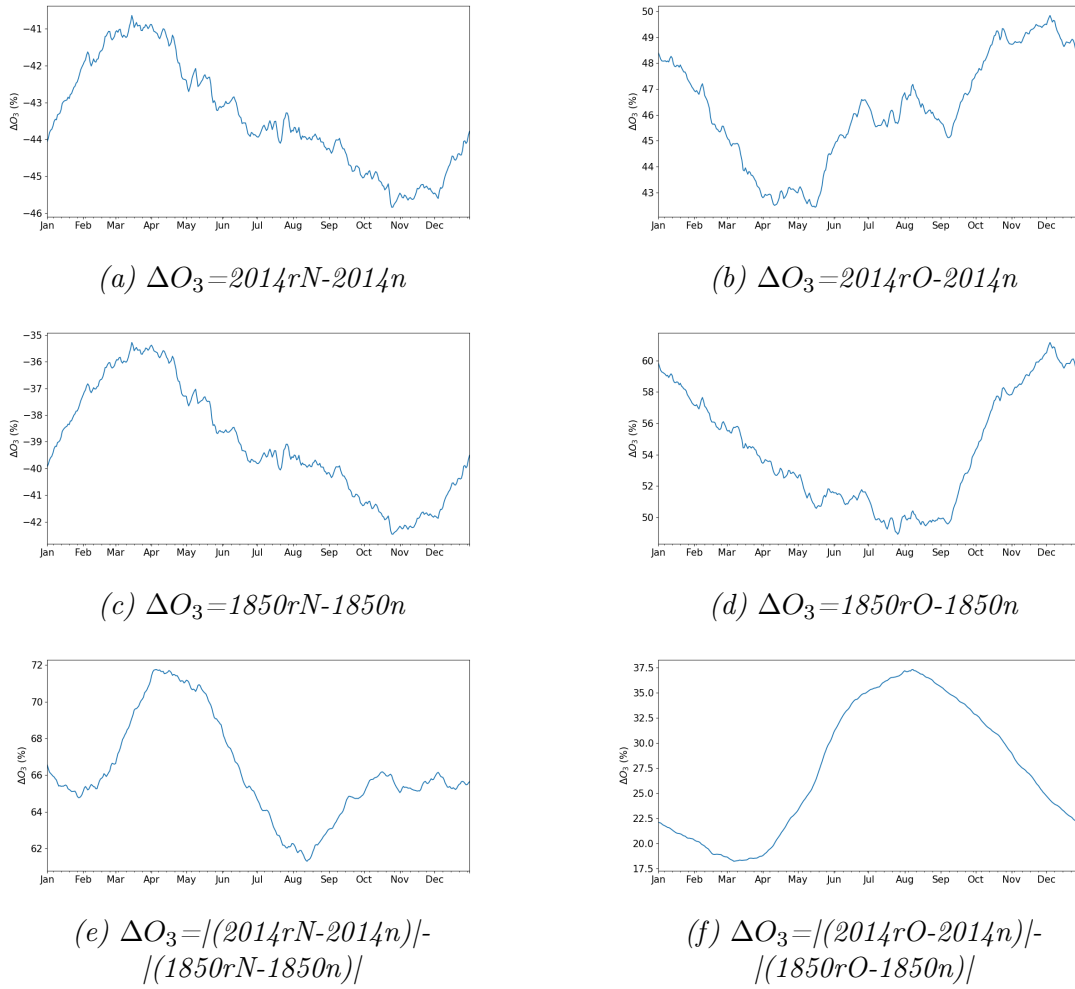 −41
−42
−43
−44
−45
−46
ΔO3 (%)
Jan Feb Mar Apr May Jun Jul Aug Sep Oct Nov Dec
(a) ΔO3=2014rN-2014n
50
49
48
47
46
45
44
43
ΔO3 (%)
Jan Feb Mar Apr May Jun Jul Aug Sep Oct Nov Dec
(b) ΔO3=2014rO-2014n
−35
−36
−37
−38
−39
−40
−41
−42
ΔO3 (%)
Jan Feb Mar Apr May Jun Jul Aug Sep Oct Nov Dec
(c) ΔO3=1850rN-1850n
60
58
56
54
52
50
ΔO3 (%)
Jan Feb Mar Apr May Jun Jul Aug Sep Oct Nov Dec
(d) ΔO3=1850rO-1850n
72
70
68
66
64
62
ΔO3 (%)
Jan Feb Mar Apr May Jun Jul Aug Sep Oct Nov Dec
(e) ΔO3=|(2014rN-2014n)|-
|(1850rN-1850n)|
37.5
35.0
32.5
30.0
27.5
25.0
22.5
20.0
17.5
ΔO3 (%)
Jan Feb Mar Apr May Jun Jul Aug Sep Oct Nov Dec
(f) ΔO3=|(2014rO-2014n)|-
|(1850rO-1850n)|